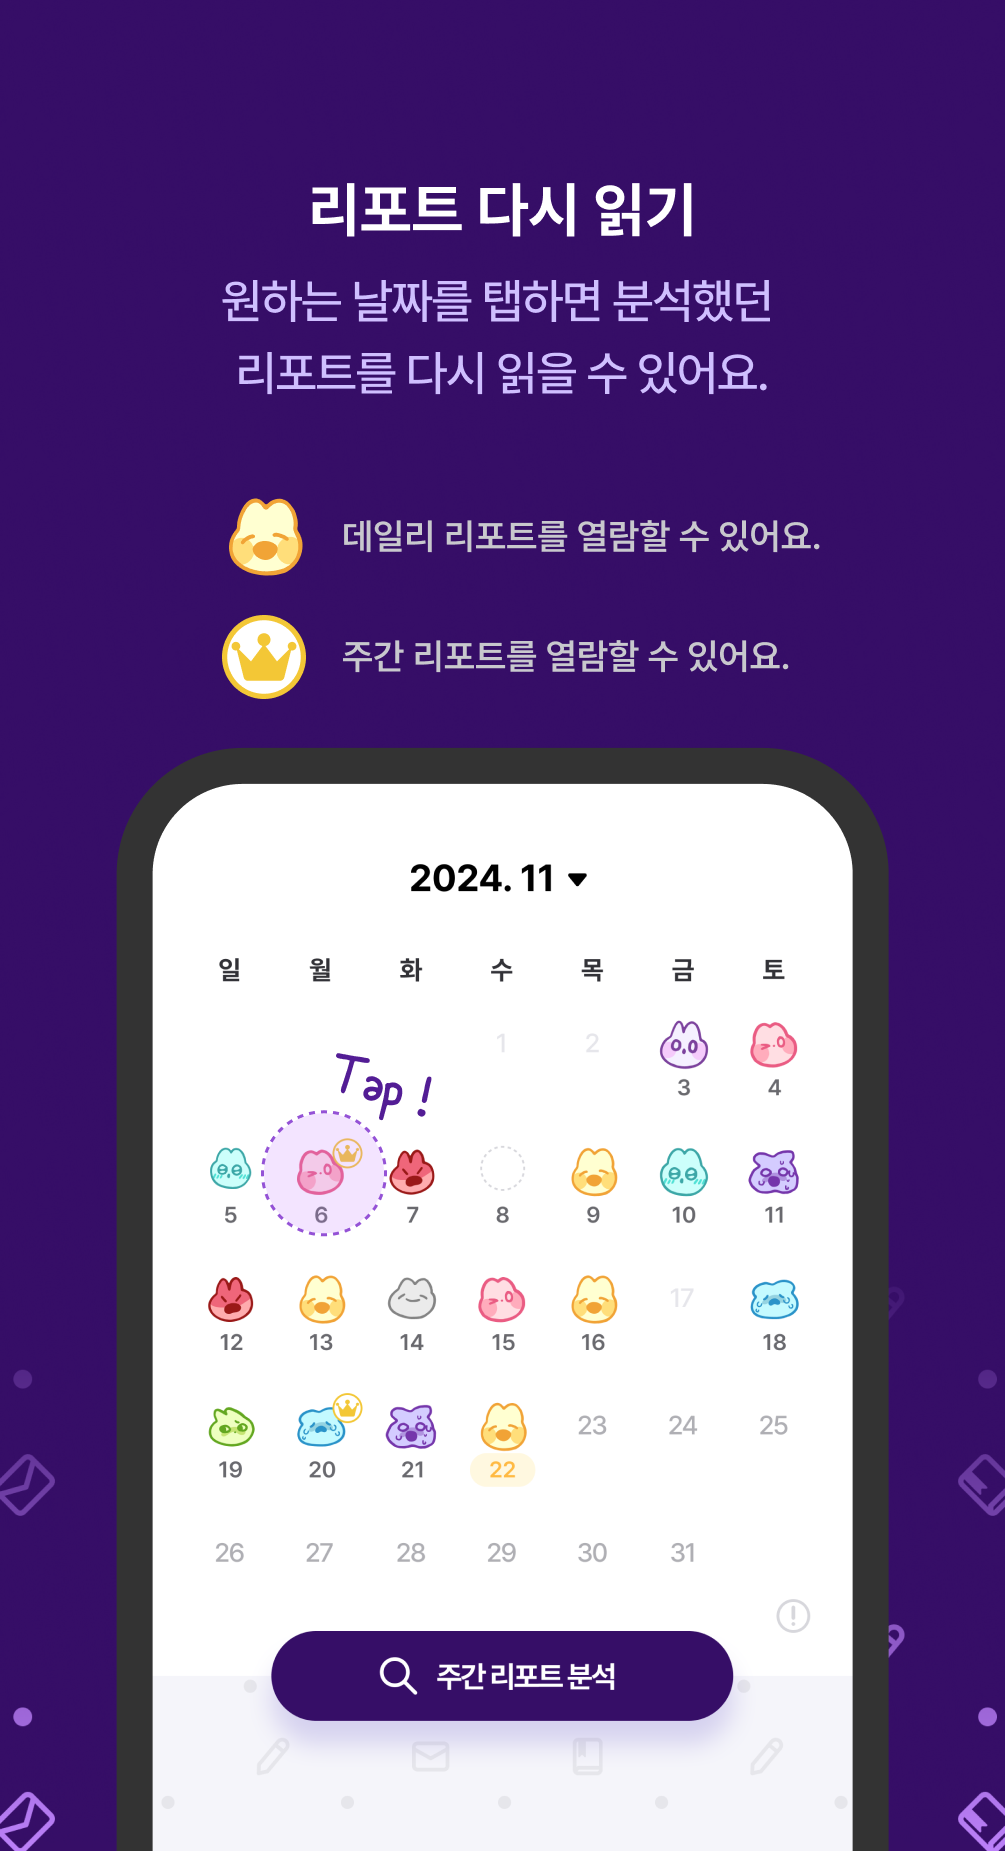 리포트 다시 읽기
원하는 날짜를 탭하면 분석했던
리포트를 다시 읽을 수 있어요.
데일리 리포트를 열람할 수 있어요.
주간 리포트를 열람할 수 있어요.
2024. 11
일 월 화 수 목 금 토
1 2 3 4
Tap !
5 6 7 8 9 10 11
12 13 14 15 16 17 18
19 20 21 22 23 24 25
26 27 28 29 30 31
주간 리포트 분석